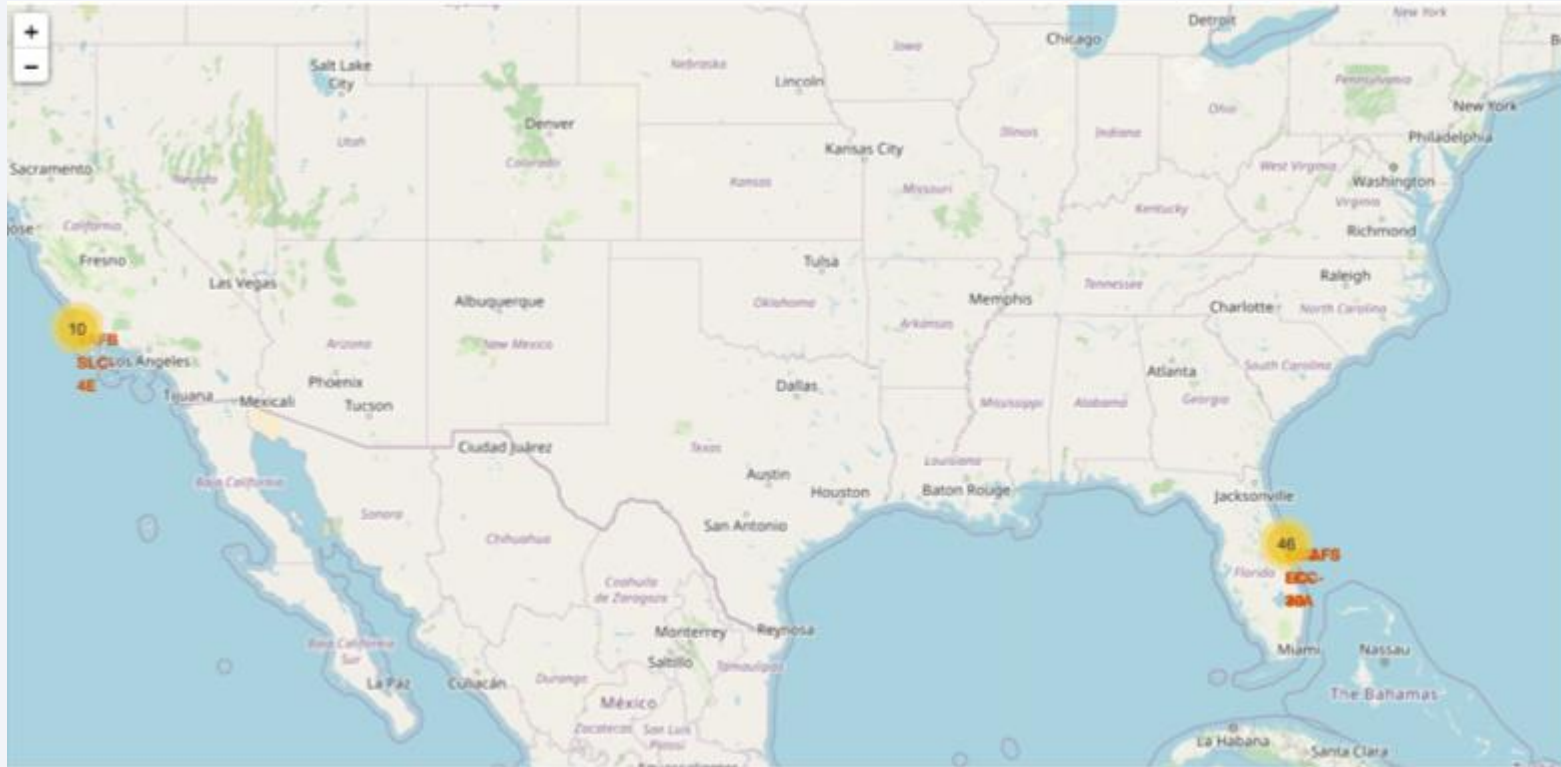 +
−
New York
Detroit
Chicago
Iowa
Salt Lake
City
Nebraska
Lincoln
Pennsylvania
New York
Ohio
Denver
Utah
Illinois
Indiana
Philadelphia
Kansas City
Sacramento
Colorado
West Virginia
Washington
Nevada
Kansas
Missouri
Virginia
Kentucky
California
Richmond
Fresno
Tulsa
Raleigh
Las Vegas
Tennessee
Albuquerque
Oklahoma
Memphis
Charlotte
North Carolina
10
Arkansas
AFB
Arizona
New Mexico
SLC
Los Angeles
South Carolina
4E
Phoenix
Dallas
Atlanta
Tijuana
Mexicali
Tucson
Mississippi
Alabama
Georgia
Ciudad Juárez
Texas
Louisiana
Baja California
Austin
Houston
Baton Rouge
Jacksonville
Sonora
San Antonio
Chihuahua
46
AFS
Florida
Coahuila
de Zaragoza
Monterrey
Reynosa
Baja California
Sur
Saltillo
Tamaulipas
Miami
Nassau
La Paz
Culiacán
Durango
México
The Bahamas
Zacatecas
San Luis
Potosí
La Habana
Santa Clara